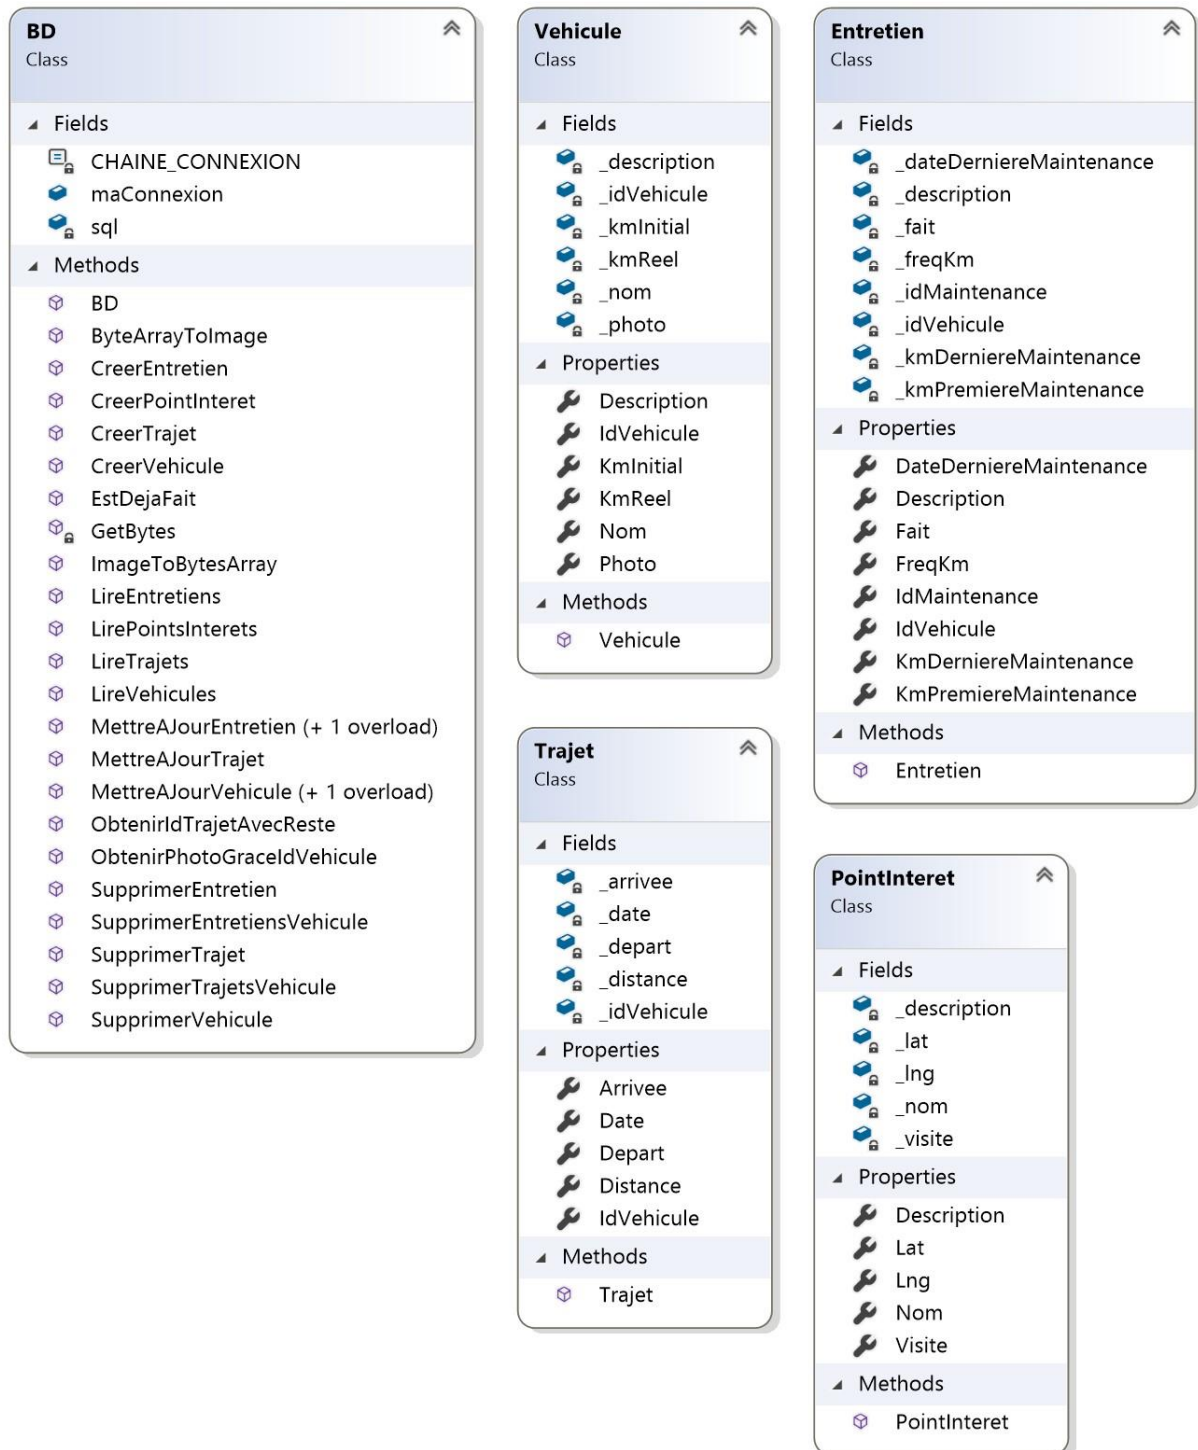 BD
Class
Fields
CHAINE_CONNEXION
maConnexion
sql
Methods
BD
ByteArrayToImage
CreerEntretien
CreerPointInteret
CreerTrajet
CreerVehicule
EstDejaFait
GetBytes
ImageToBytesArray
LireEntretiens
LirePointsInterets
LireTrajets
LireVehicules
MettreAJourEntretien (+ 1 overload)
MettreAJourTrajet
MettreAJourVehicule (+ 1 overload)
ObtenirIdTrajetAvecReste
ObtenirPhotoGraceIdVehicule
SupprimerEntretien
SupprimerEntretiensVehicule
SupprimerTrajet
SupprimerTrajetsVehicule
SupprimerVehicule
Vehicule
Class
Fields
_description
_idVehicule
_kmInitial
_kmReel
_nom
_photo
Properties
Description
IdVehicule
KmInitial
KmReel
Nom
Photo
Methods
Vehicule
Trajet
Class
Fields
_arrivee
_date
_depart
_distance
_idVehicule
Properties
Arrivee
Date
Depart
Distance
IdVehicule
Methods
Trajet
Entretien
Class
Fields
_dateDerniereMaintenance
_description
_fait
_freqKm
_idMaintenance
_idVehicule
_kmDerniereMaintenance
_kmPremiereMaintenance
Properties
DateDerniereMaintenance
Description
Fait
FreqKm
IdMaintenance
IdVehicule
KmDerniereMaintenance
KmPremiereMaintenance
Methods
Entretien
PointInteret
Class
Fields
_description
_lat
_lng
_nom
_visite
Properties
Description
Lat
Lng
Nom
Visite
Methods
PointInteret